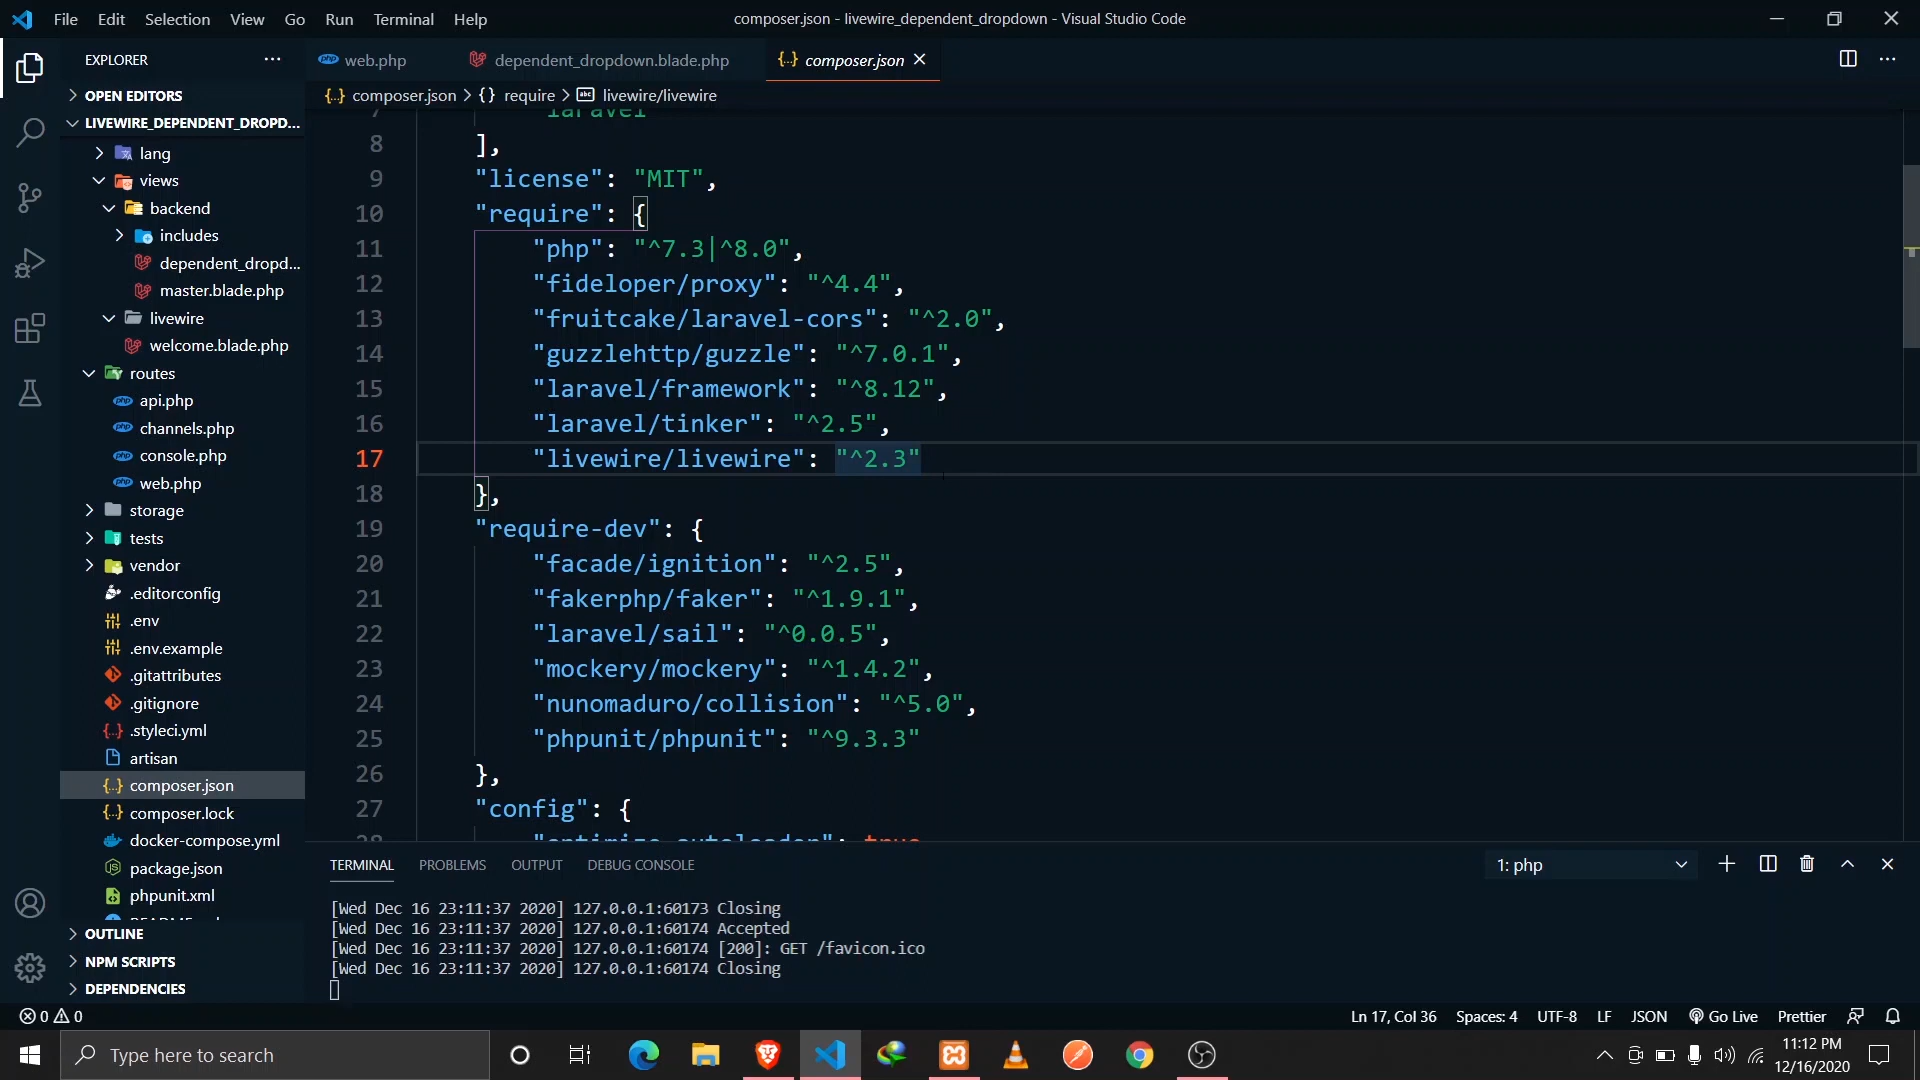 File Edit Selection View Go Run Terminal Help
composer.json - livewire_dependent_dropdown - Visual Studio Code
EXPLORER
web.php
dependent_dropdown.blade.php
composer.json
OPEN EDITORS
composer.json > {} require > livewire/livewire
LIVEWIRE_DEPENDENT_DROPD...
lang
views
backend
includes
dependent_dropd...
master.blade.php
livewire
welcome.blade.php
routes
api.php
channels.php
console.php
web.php
storage
tests
vendor
.editorconfig
.env
.env.example
.gitattributes
.gitignore
.styleci.yml
artisan
composer.json
composer.lock
docker-compose.yml
package.json
phpunit.xml
OUTLINE
NPM SCRIPTS
DEPENDENCIES
7 laravel
8 ],
9 "license": "MIT",
10 "require": {
11 "php": "^7.3|^8.0",
12 "fideloper/proxy": "^4.4",
13 "fruitcake/laravel-cors": "^2.0",
14 "guzzlehttp/guzzle": "^7.0.1",
15 "laravel/framework": "^8.12",
16 "laravel/tinker": "^2.5",
17 "livewire/livewire": "^2.3"
18 },
19 "require-dev": {
20 "facade/ignition": "^2.5",
21 "fakerphp/faker": "^1.9.1",
22 "laravel/sail": "^0.0.5",
23 "mockery/mockery": "^1.4.2",
24 "nunomaduro/collision": "^5.0",
25 "phpunit/phpunit": "^9.3.3"
26 },
27 "config": {
28 "optimize-autoloader": true
TERMINAL PROBLEMS OUTPUT DEBUG CONSOLE
1: php
[Wed Dec 16 23:11:37 2020] 127.0.0.1:60173 Closing
[Wed Dec 16 23:11:37 2020] 127.0.0.1:60174 Accepted
[Wed Dec 16 23:11:37 2020] 127.0.0.1:60174 [200]: GET /favicon.ico
[Wed Dec 16 23:11:37 2020] 127.0.0.1:60174 Closing
0 0
Ln 17, Col 36 Spaces: 4 UTF-8 LF JSON Go Live Prettier
Type here to search
11:12 PM
12/16/2020